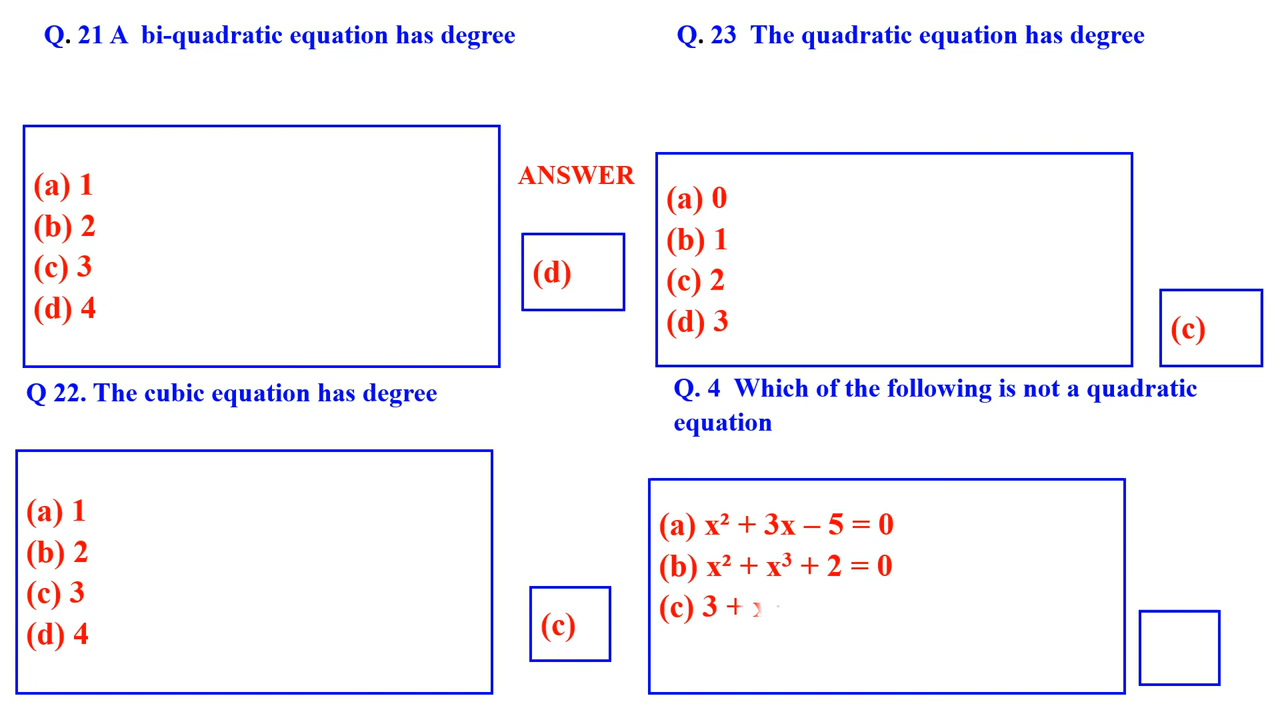 Q. 21 A bi-quadratic equation has degree
(a) 1
(b) 2
(c) 3
(d) 4
ANSWER
(d)
Q 22. The cubic equation has degree
(a) 1
(b) 2
(c) 3
(d) 4
(c)
Q. 23 The quadratic equation has degree
(a) 0
(b) 1
(c) 2
(d) 3
(c)
Q. 4 Which of the following is not a quadratic
equation
(a) x² + 3x – 5 = 0
(b) x² + x³ + 2 = 0
(c) 3 +